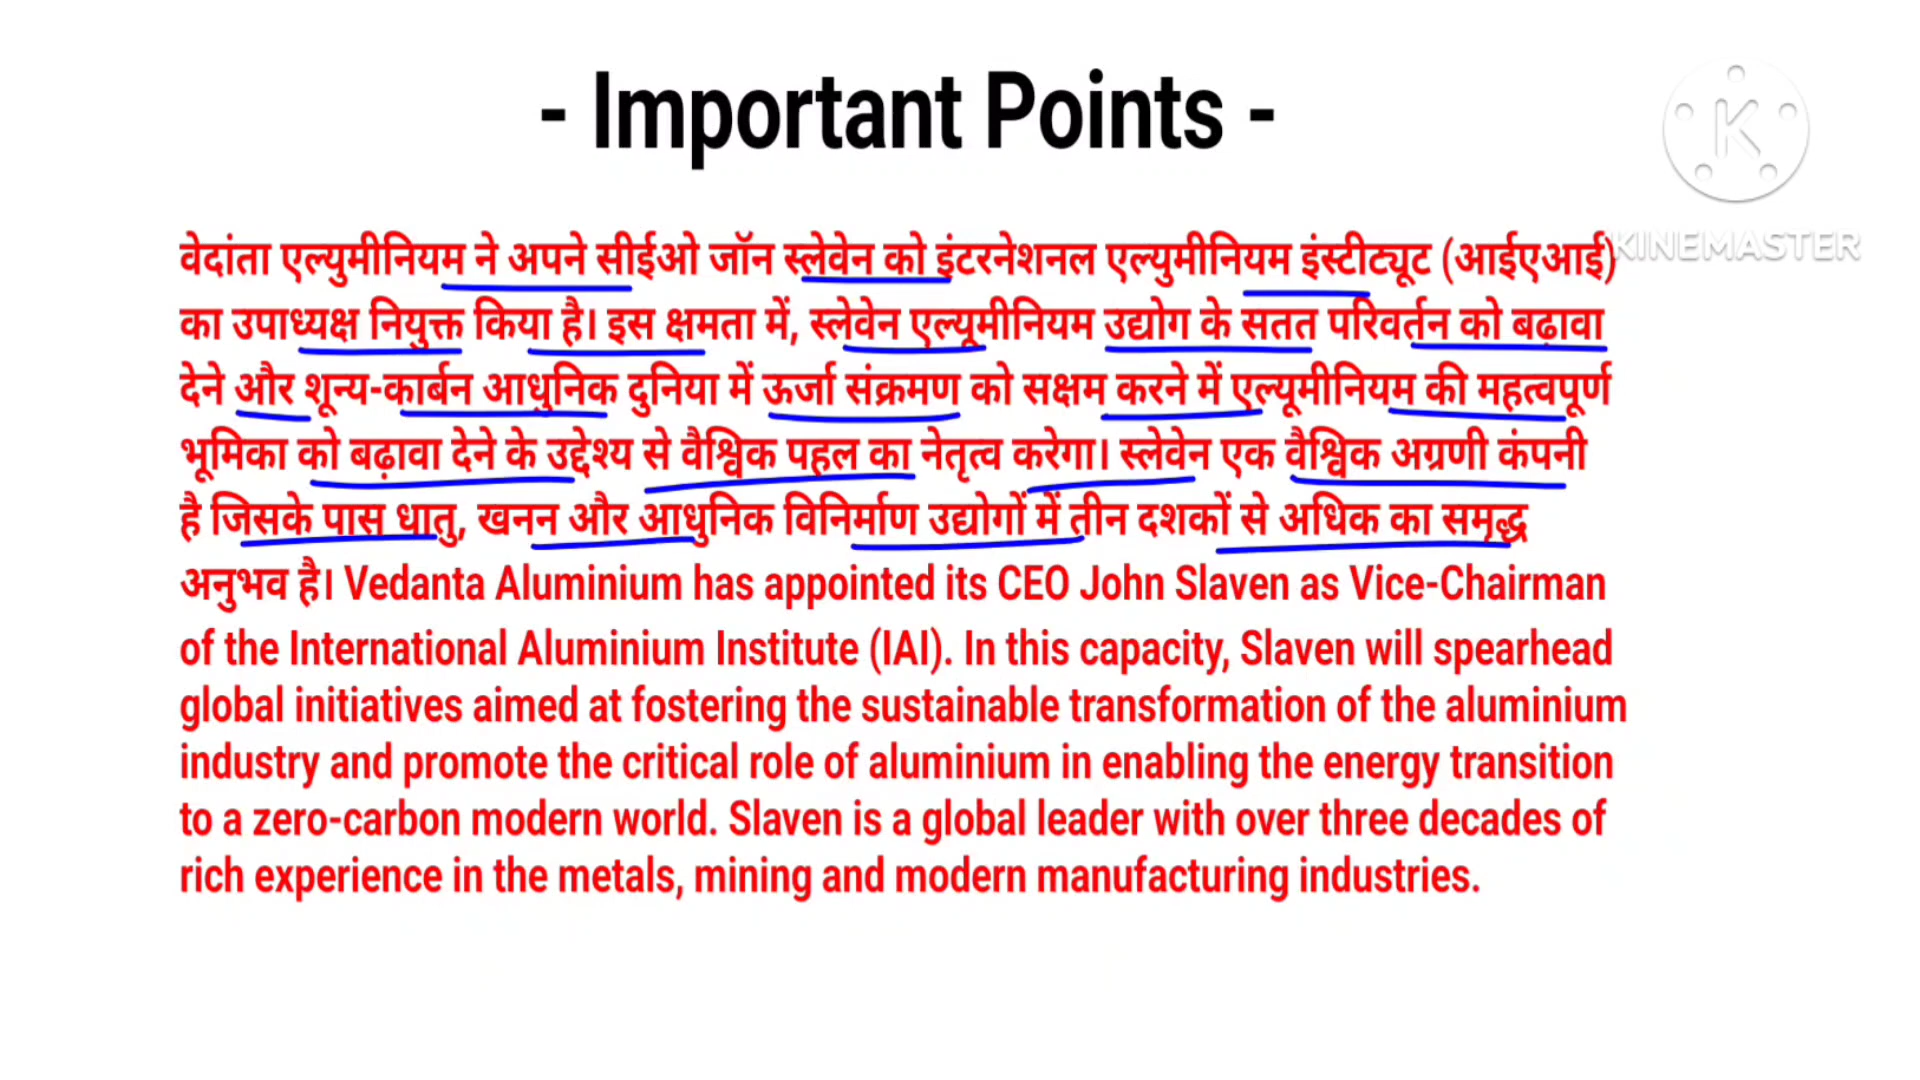 - Important Points -
K
KINEMASTER
वेदांता एल्युमीनियम ने अपने सीईओ जॉन स्लेवेन को इंटरनेशनल एल्युमीनियम इंस्टीट्यूट (आईएआई)
का उपाध्यक्ष नियुक्त किया है। इस क्षमता में, स्लेवेन एल्यूमीनियम उद्योग के सतत परिवर्तन को बढ़ावा
देने और शून्य-कार्बन आधुनिक दुनिया में ऊर्जा संक्रमण को सक्षम करने में एल्यूमीनियम की महत्वपूर्ण
भूमिका को बढ़ावा देने के उद्देश्य से वैश्विक पहल का नेतृत्व करेगा। स्लेवेन एक वैश्विक अग्रणी कंपनी
है जिसके पास धातु, खनन और आधुनिक विनिर्माण उद्योगों में तीन दशकों से अधिक का समृद्ध
अनुभव है। Vedanta Aluminium has appointed its CEO John Slaven as Vice-Chairman
of the International Aluminium Institute (IAI). In this capacity, Slaven will spearhead
global initiatives aimed at fostering the sustainable transformation of the aluminium
industry and promote the critical role of aluminium in enabling the energy transition
to a zero-carbon modern world. Slaven is a global leader with over three decades of
rich experience in the metals, mining and modern manufacturing industries.